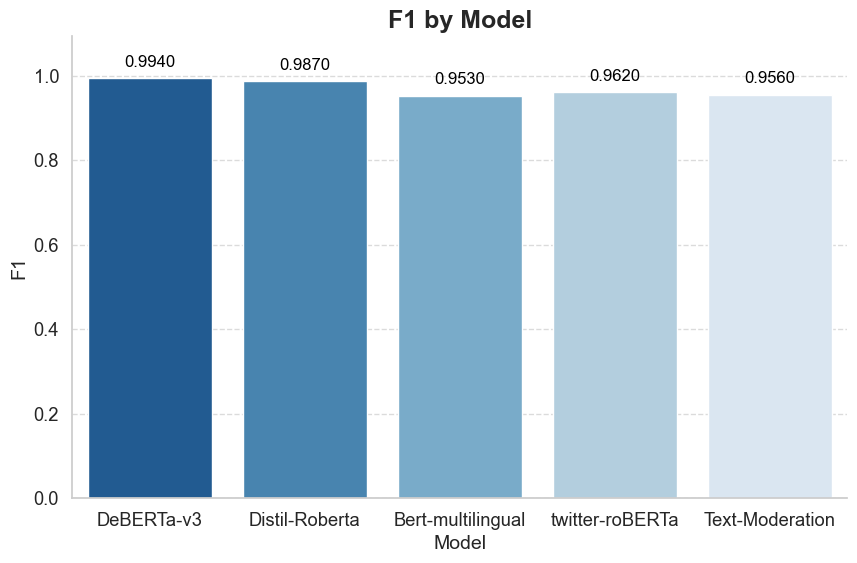 F1 by Model
0.9940
0.9870
0.9530
0.9620
0.9560
1.0
0.8
0.6
0.4
0.2
0.0
F1
DeBERTa-v3
Distil-Roberta
Bert-multilingual
twitter-roBERTa
Text-Moderation
Model